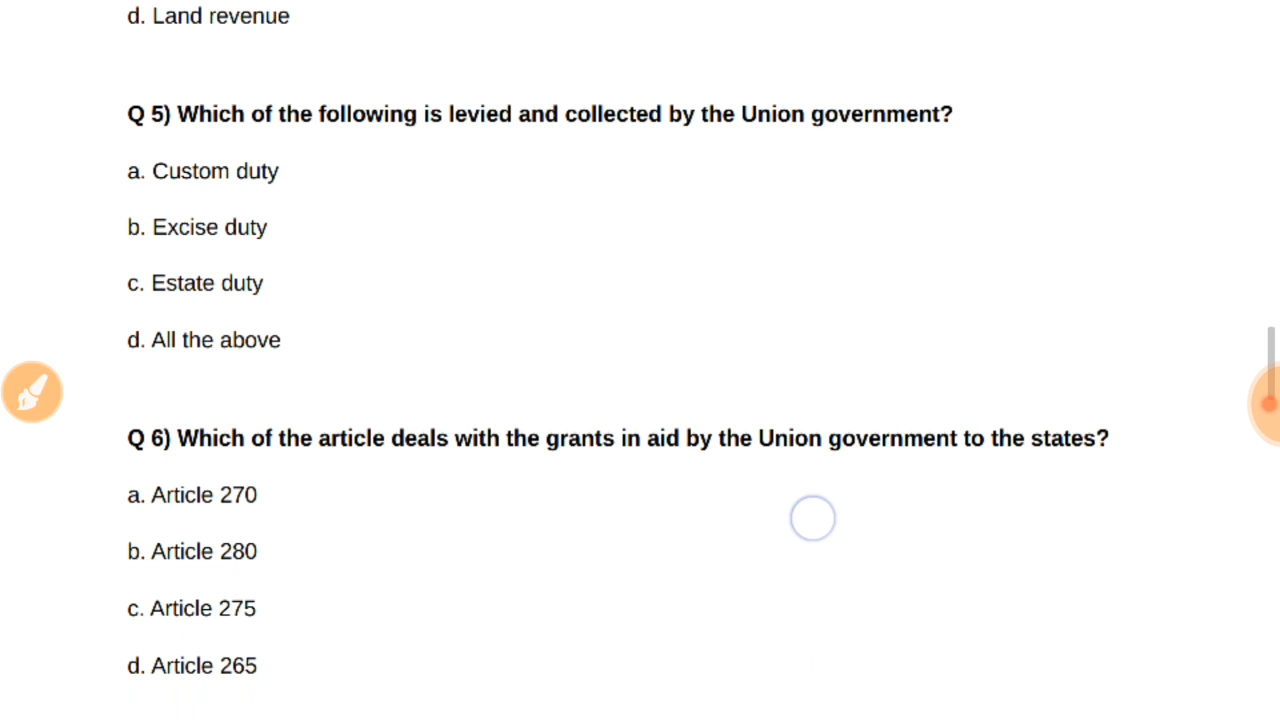 d. Land revenue
Q 5) Which of the following is levied and collected by the Union government?
a. Custom duty
b. Excise duty
c. Estate duty
d. All the above
Q 6) Which of the article deals with the grants in aid by the Union government to the states?
a. Article 270
b. Article 280
c. Article 275
d. Article 265